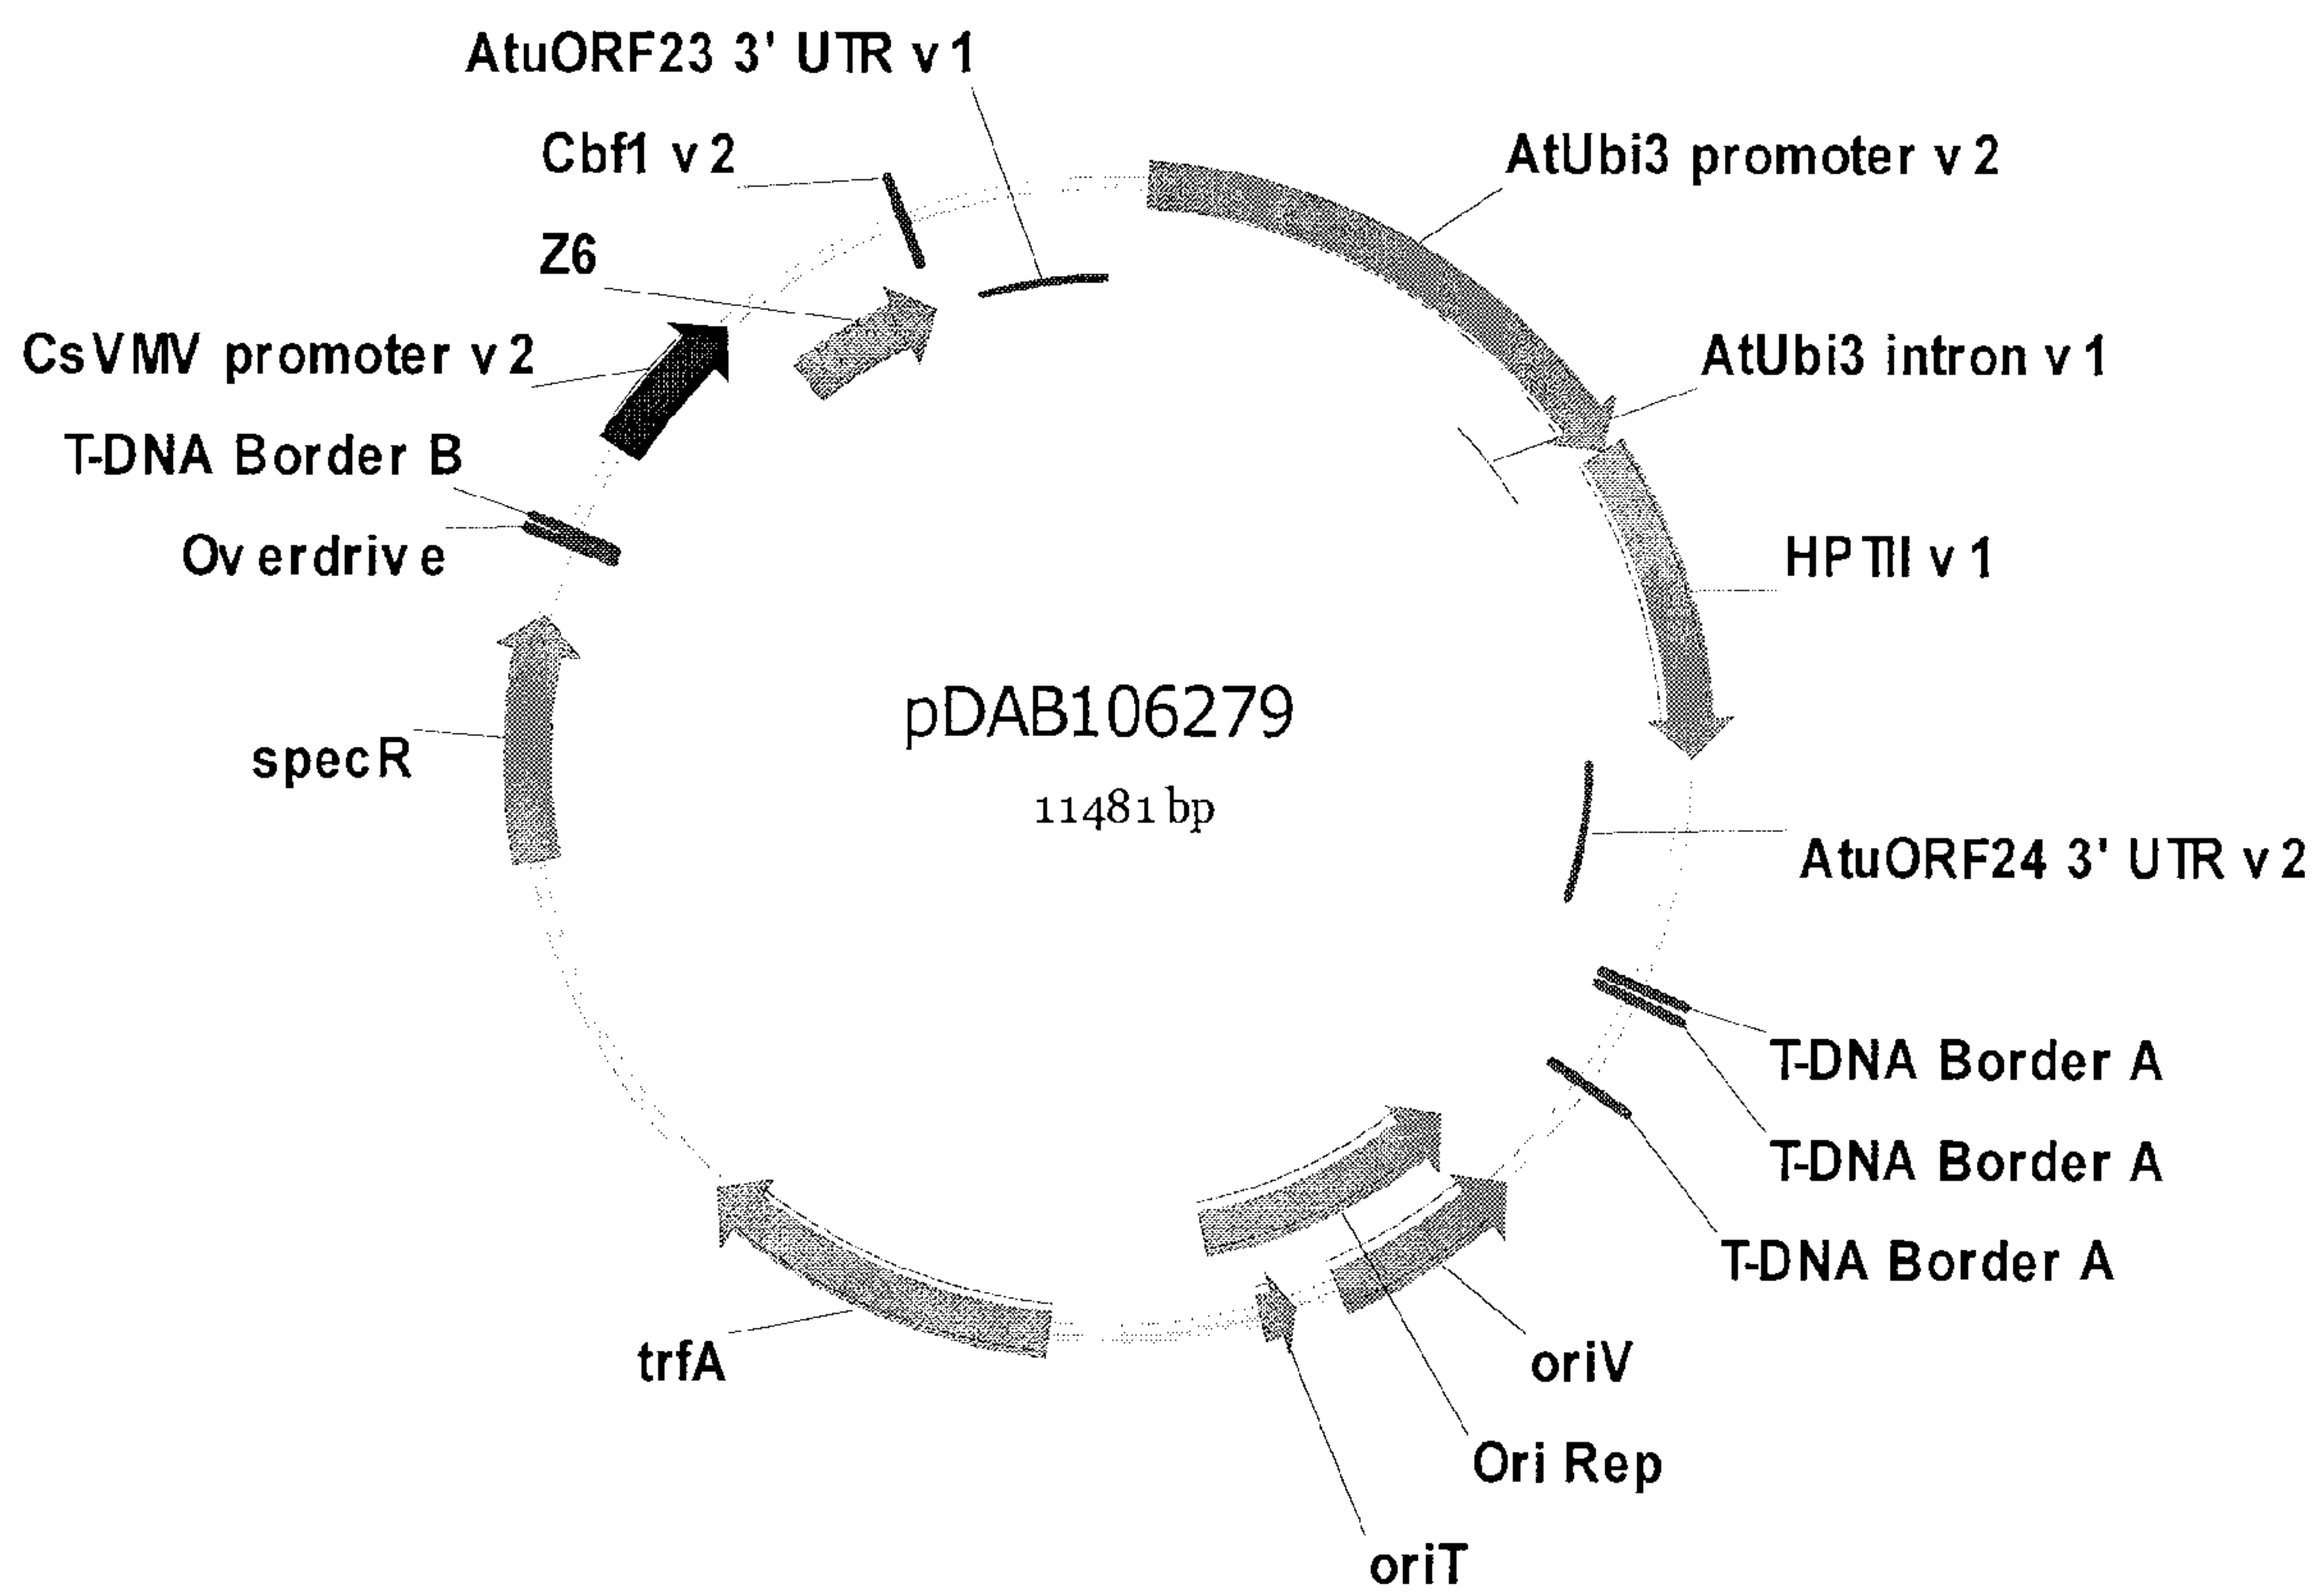 AtuORF23 3' UTR v1
Cbf1 v2
AtUbi3 promoter v2
Z6
CsVMV promoter v2
AtUbi3 intron v1
T-DNA Border B
Overdrive
HPTII v1
pDAB106279
specR
11481 bp
AtuORF24 3' UTR v2
T-DNA Border A
T-DNA Border A
T-DNA Border A
trfA
oriV
Ori Rep
oriT